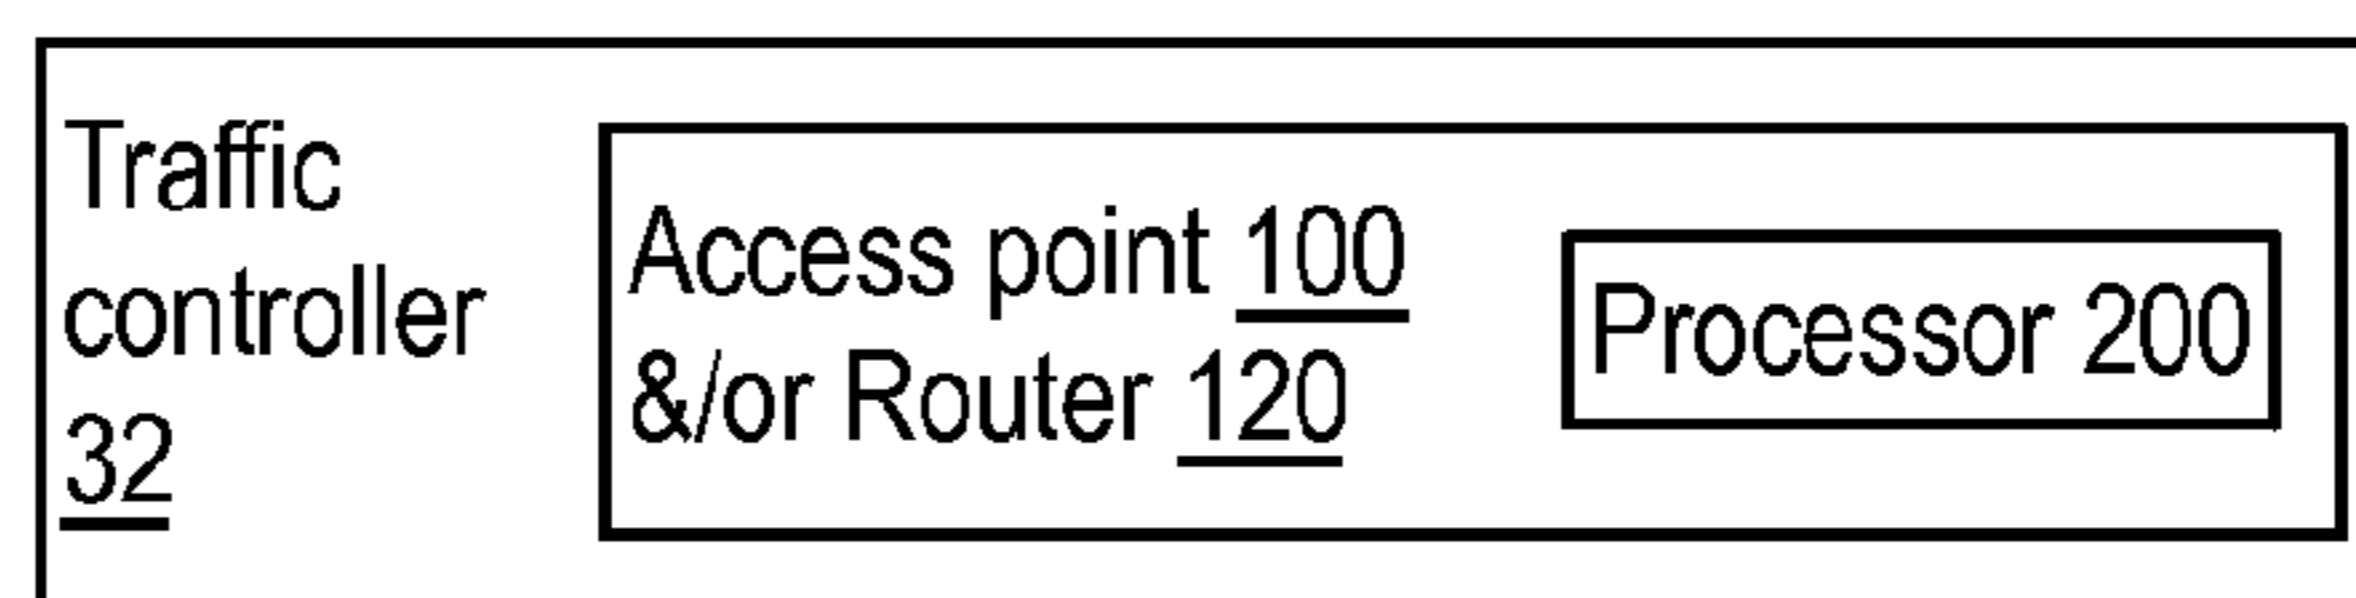 Traffic
controller
32
Access point 100
&/or Router 120
Processor 200